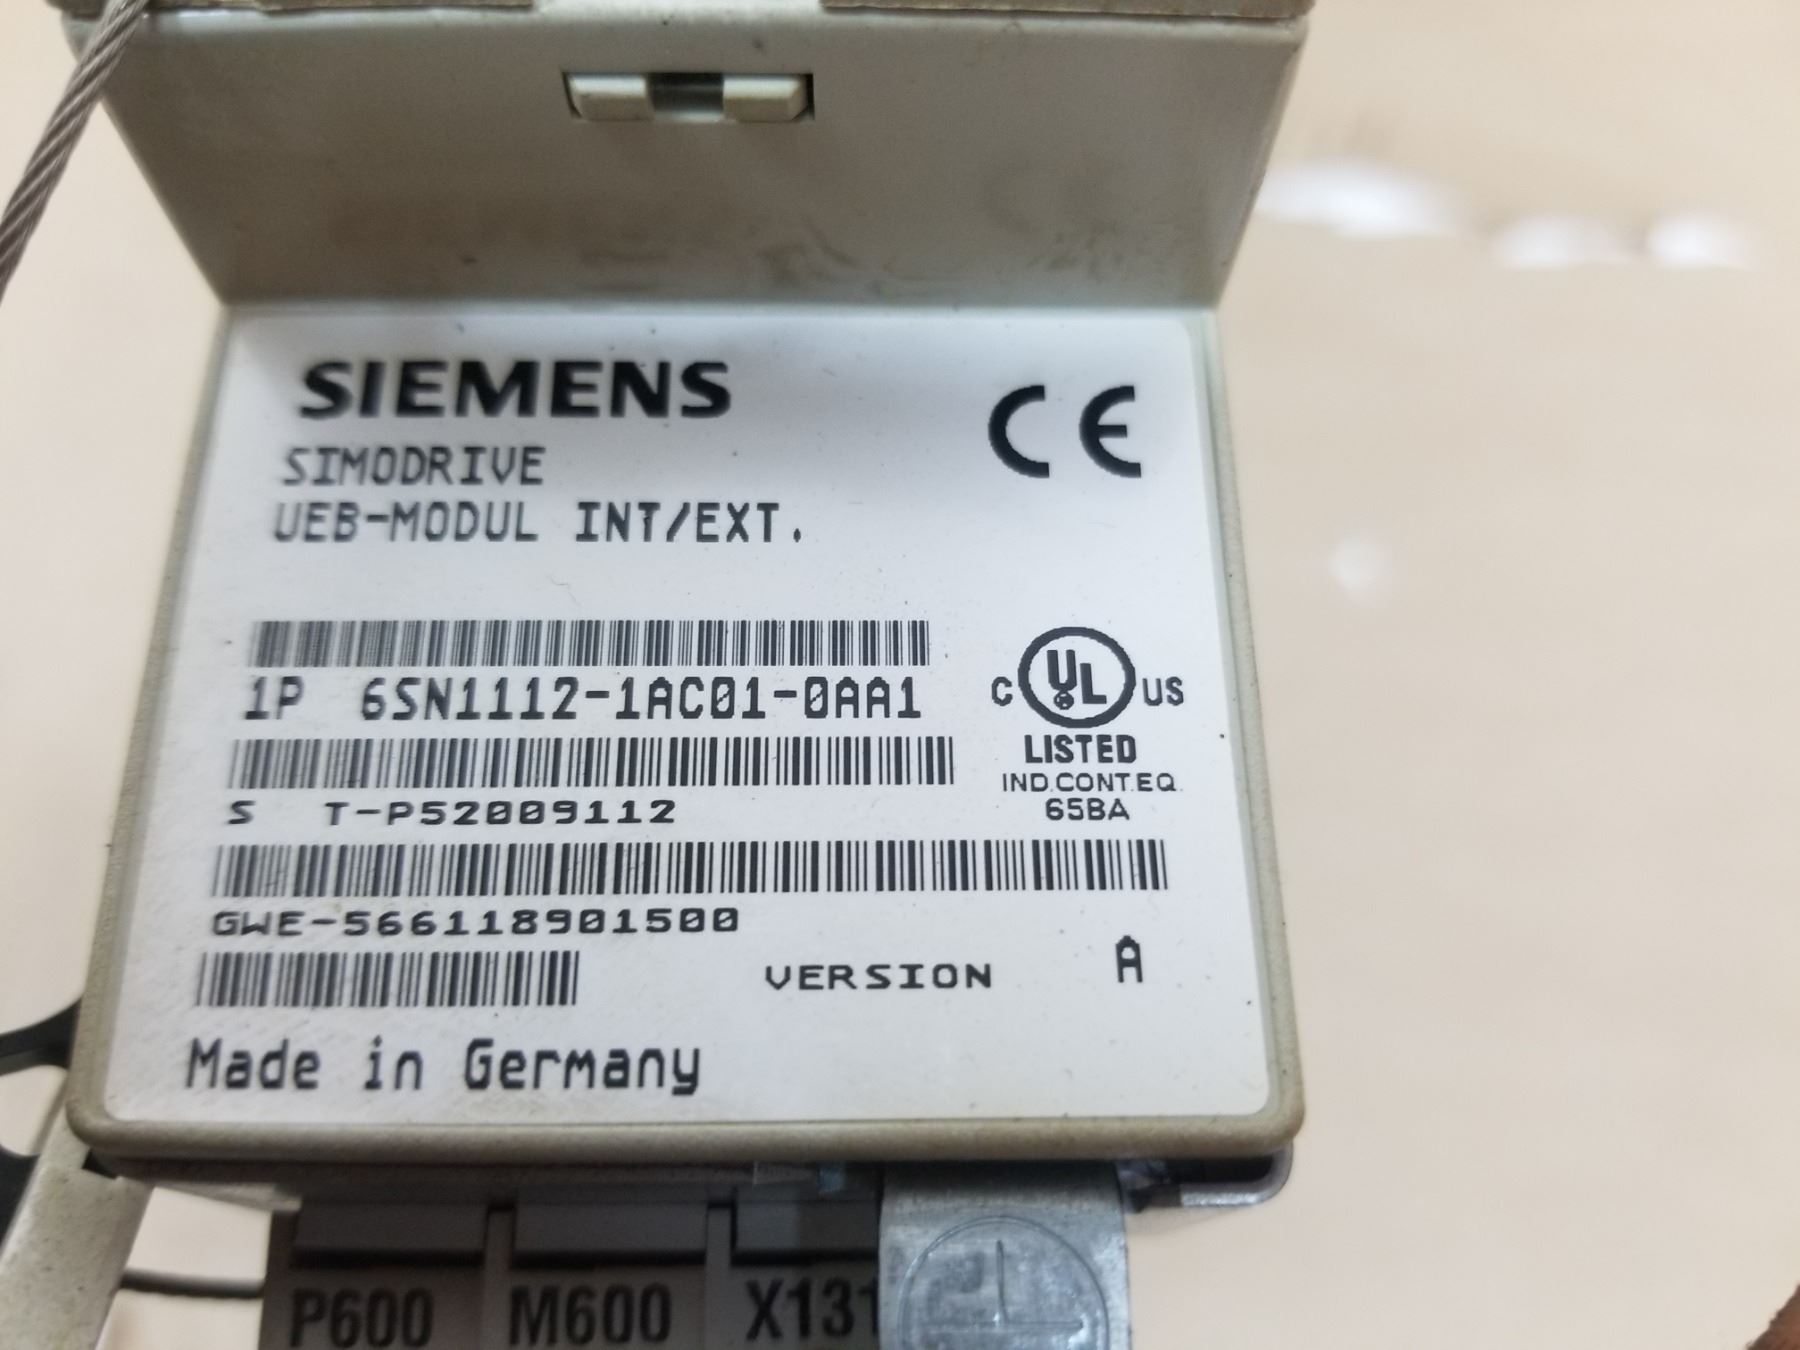 SIEMENS
CE
SIMODRIVE
UEB-MODUL INT/EXT.
1P 6SN1112-1AC01-0AA1
C UL US
LISTED
IND.CONT.EQ.
65BA
S T-P52009112
GWE-566118901500
VERSION A
Made in Germany
P600 M600 X131